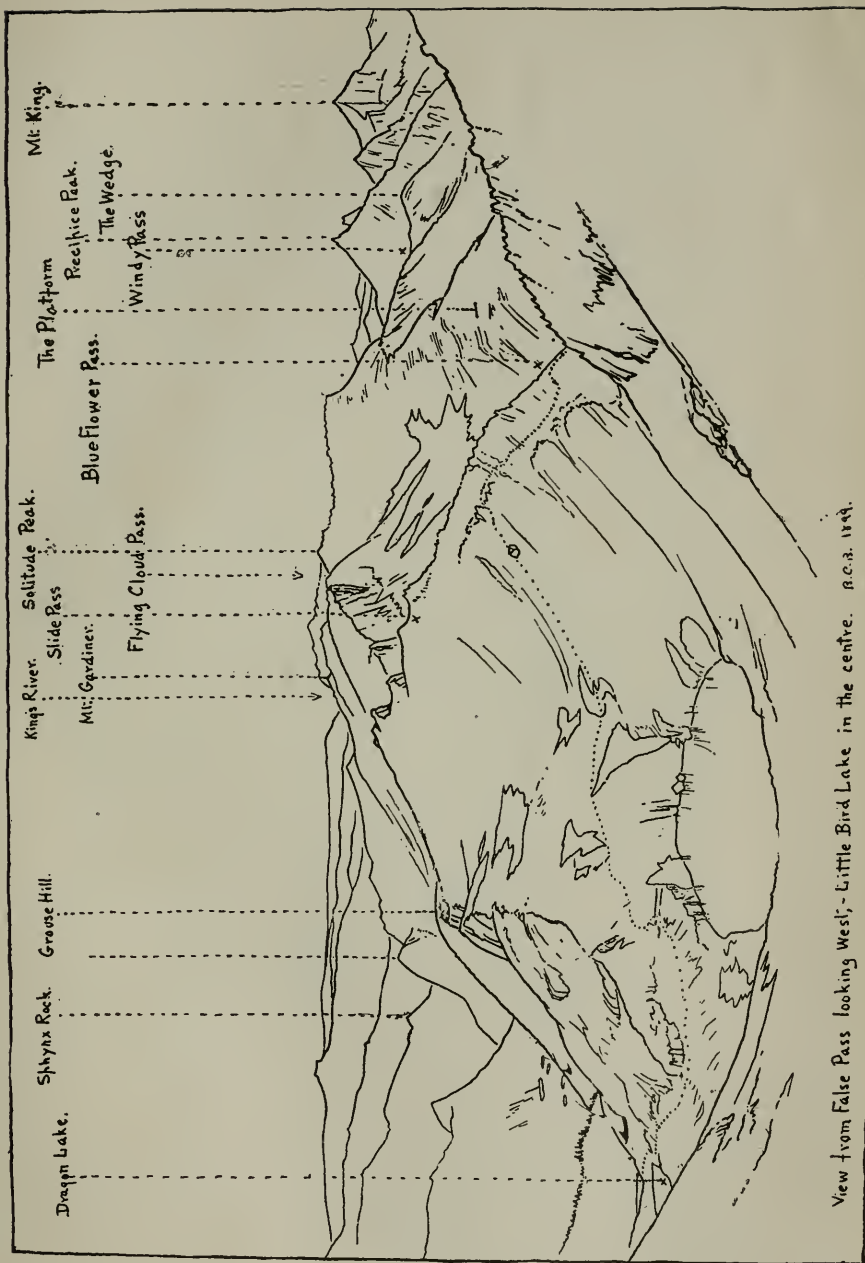 Dragon Lake.
Sphynx Rock.
Grouse Hill.
King's River.
Mt. Gardiner.
Slide Pass
Solitude Peak.
Flying Cloud Pass.
Blue Flower Pass.
The Platform
Windy Pass
Precipice Peak.
The Wedge.
Mt. King.
View from False Pass looking West; - Little Bird Lake in the centre. B.C.B. 1899.